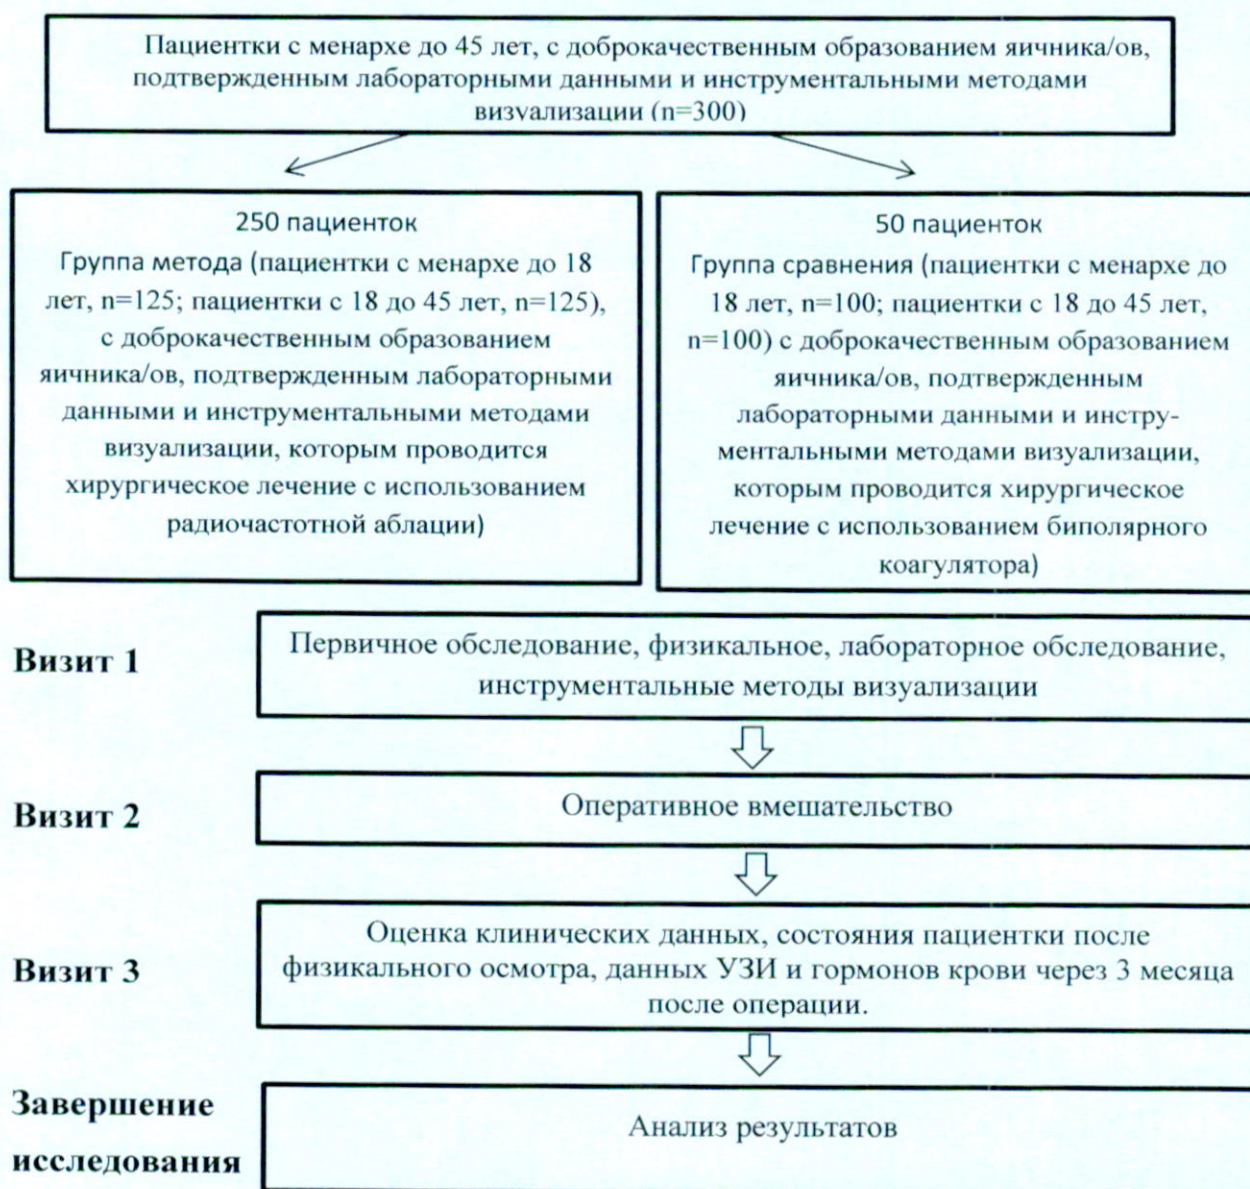 Пациентки с менархе до 45 лет, с доброкачественным образованием яичника/ов,
подтвержденным лабораторными данными и инструментальными методами
визуализации (n=300)
250 пациенток
Группа метода (пациентки с менархе до 18
лет, n=125; пациентки с 18 до 45 лет, n=125),
с доброкачественным образованием
яичника/ов, подтвержденным лабораторными
данными и инструментальными методами
визуализации, которым проводится
хирургическое лечение с использованием
радиочастотной аблации)
50 пациенток
Группа сравнения (пациентки с менархе до
18 лет, n=100; пациентки с 18 до 45 лет,
n=100) с доброкачественным образованием
яичника/ов, подтвержденным
лабораторными данными и инстру-
ментальными методами визуализации,
которым проводится хирургическое
лечение с использованием биполярного
коагулятора)
Визит 1
Первичное обследование, физикальное, лабораторное обследование,
инструментальные методы визуализации
Визит 2
Оперативное вмешательство
Визит 3
Оценка клинических данных, состояния пациентки после
физикального осмотра, данных УЗИ и гормонов крови через 3 месяца
после операции.
Завершение
исследования
Анализ результатов